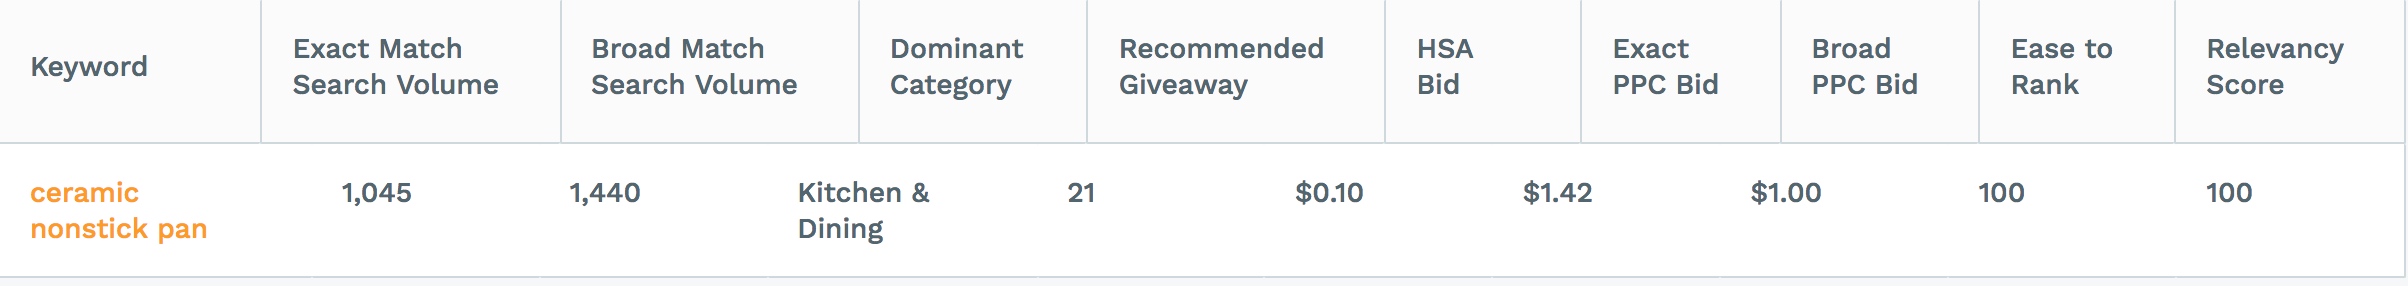 Keyword
Exact Match
Search Volume
Broad Match
Search Volume
Dominant
Category
Recommended
Giveaway
HSA
Bid
Exact
PPC Bid
Broad
PPC Bid
Ease to
Rank
Relevancy
Score
ceramic
nonstick pan
1,045
1,440
Kitchen &
Dining
21
$0.10
$1.42
$1.00
100
100